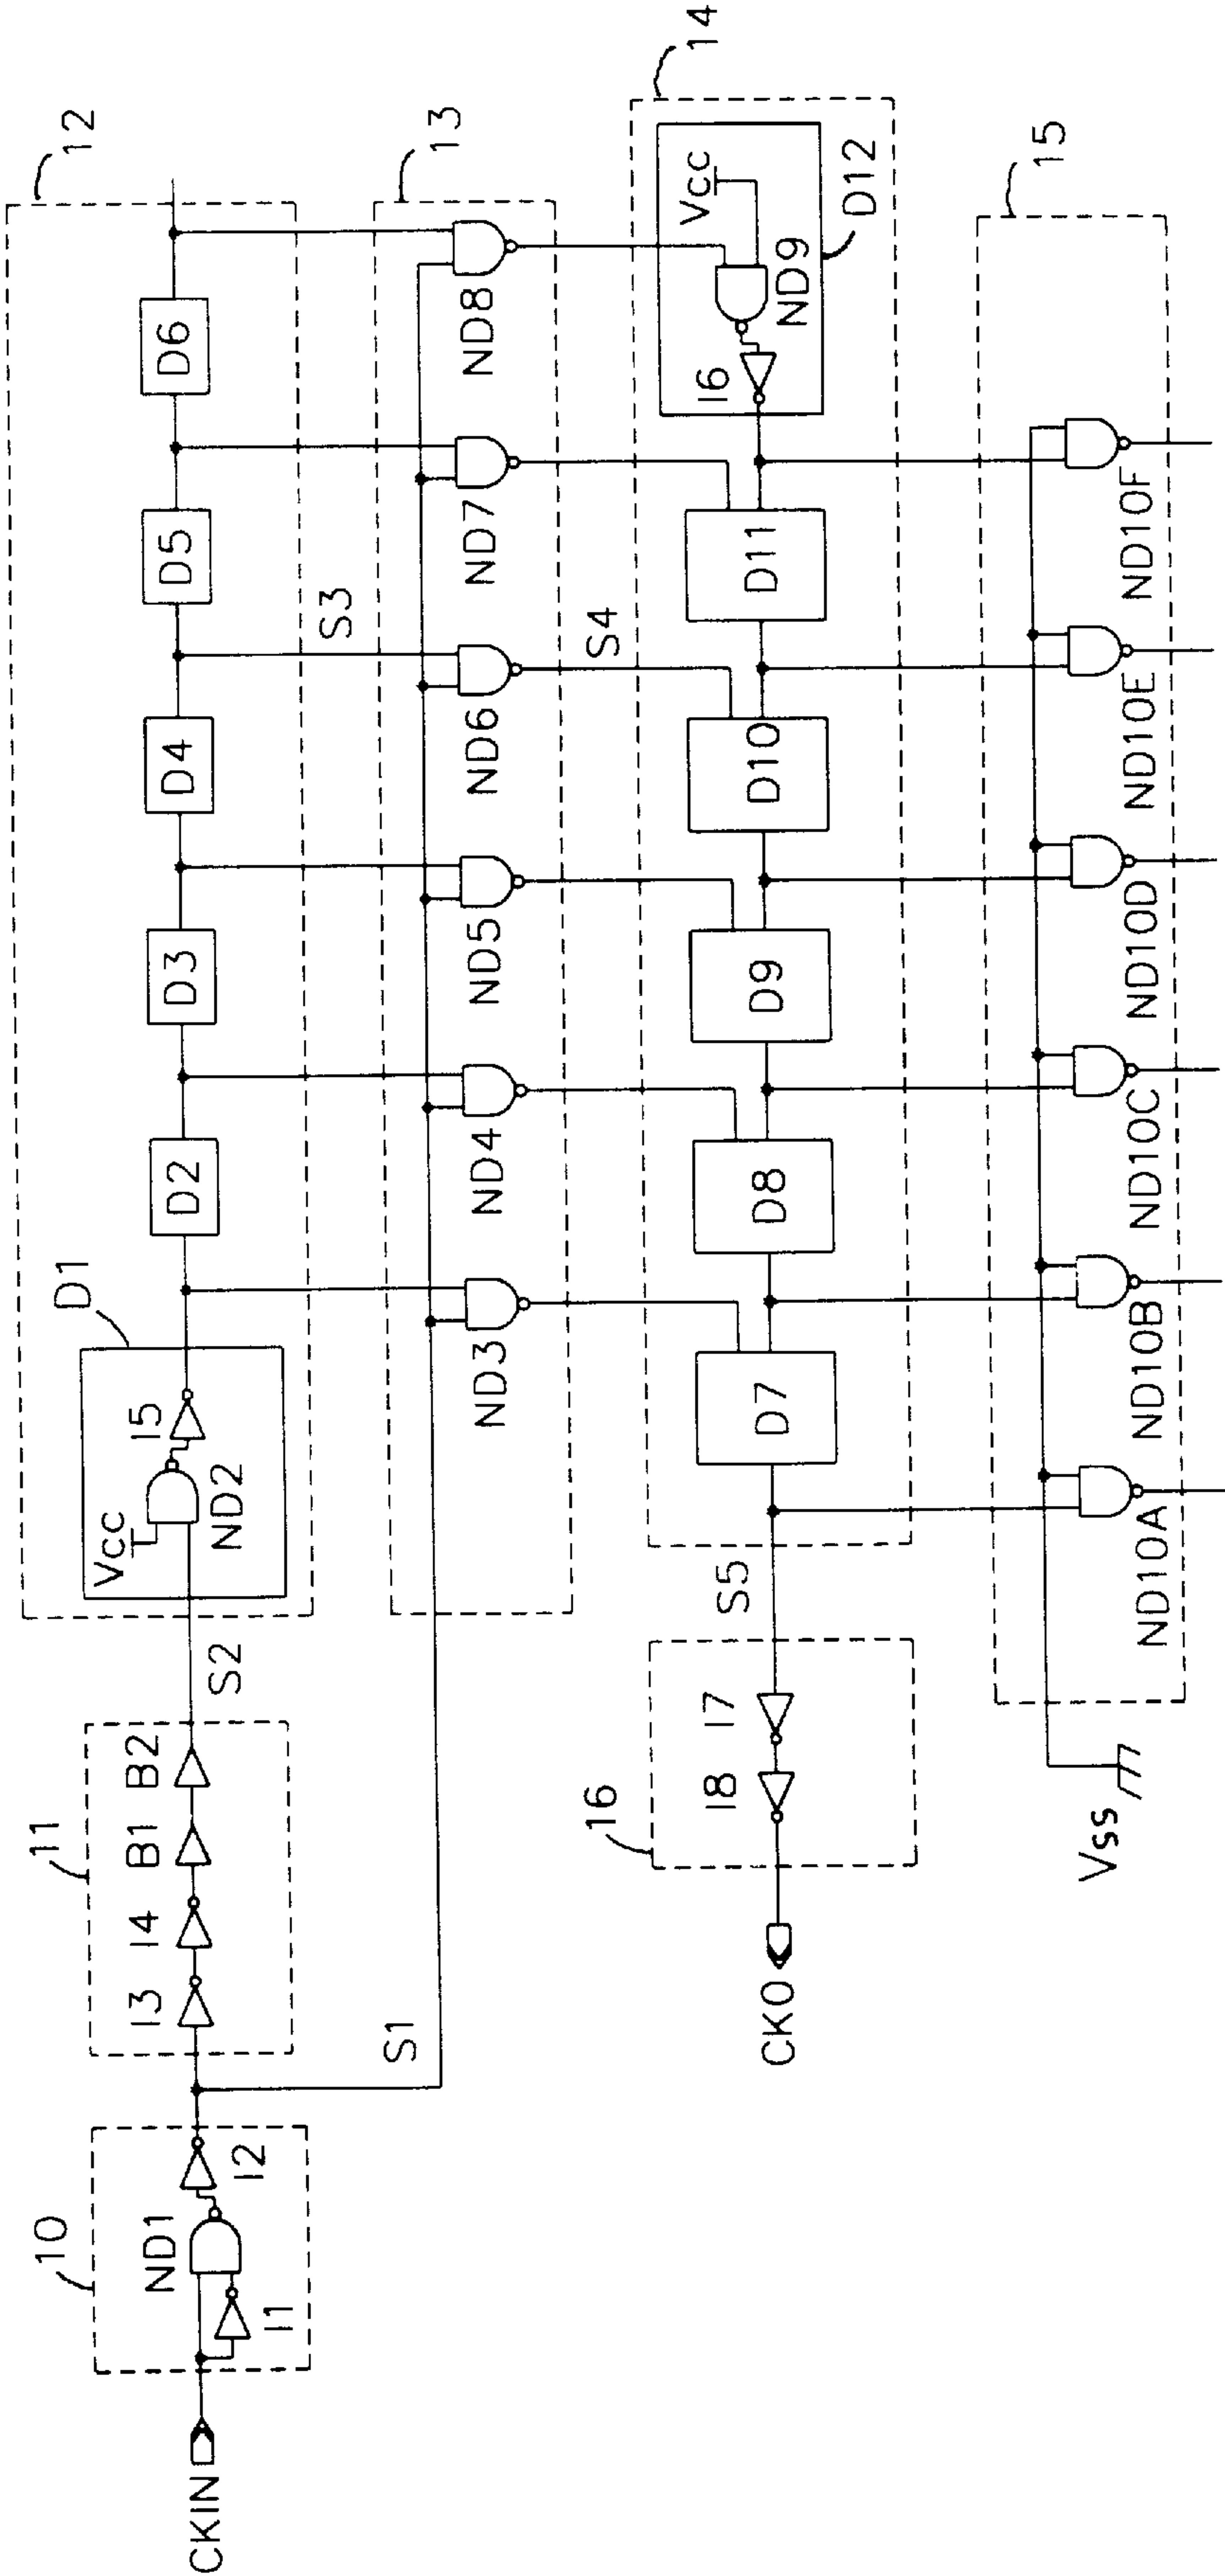 12
D6
D5
D4
D3
D2
D1
Vcc
I5
ND2
S2
11
B2
B1
I4
I3
10
ND1
I2
I1
CKIN
S3
13
ND8
ND7
ND6
ND5
ND4
ND3
S1
14
S4
Vcc
ND9
I6
D12
D11
D10
D9
D8
D7
S5
16
I7
I8
CKO
15
ND10F
ND10E
ND10D
ND10C
ND10B
ND10A
Vss